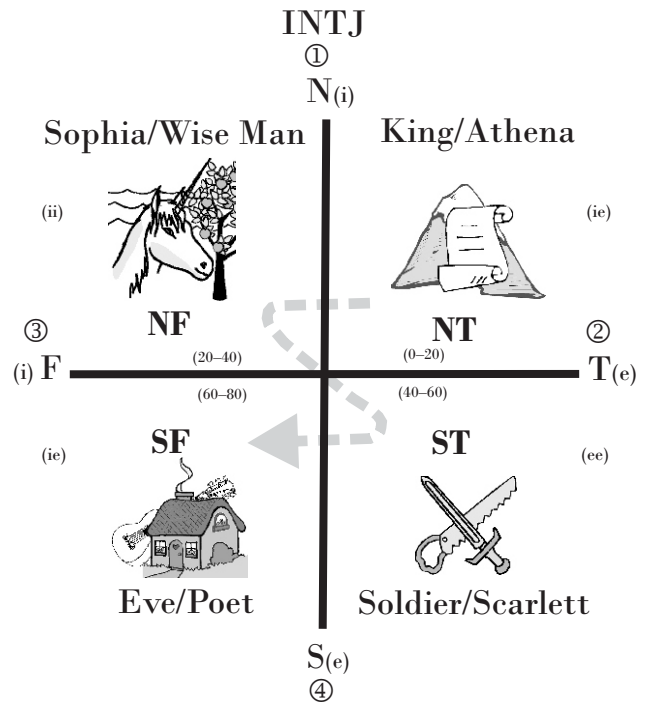 INTJ
①
N(i)
Sophia/Wise Man
King/Athena
(ii)
(ie)
NF
NT
③
②
(20–40)
(0–20)
(i) F
T(e)
(60–80)
(40–60)
SF
ST
(ie)
(ee)
Eve/Poet
Soldier/Scarlett
S(e)
④